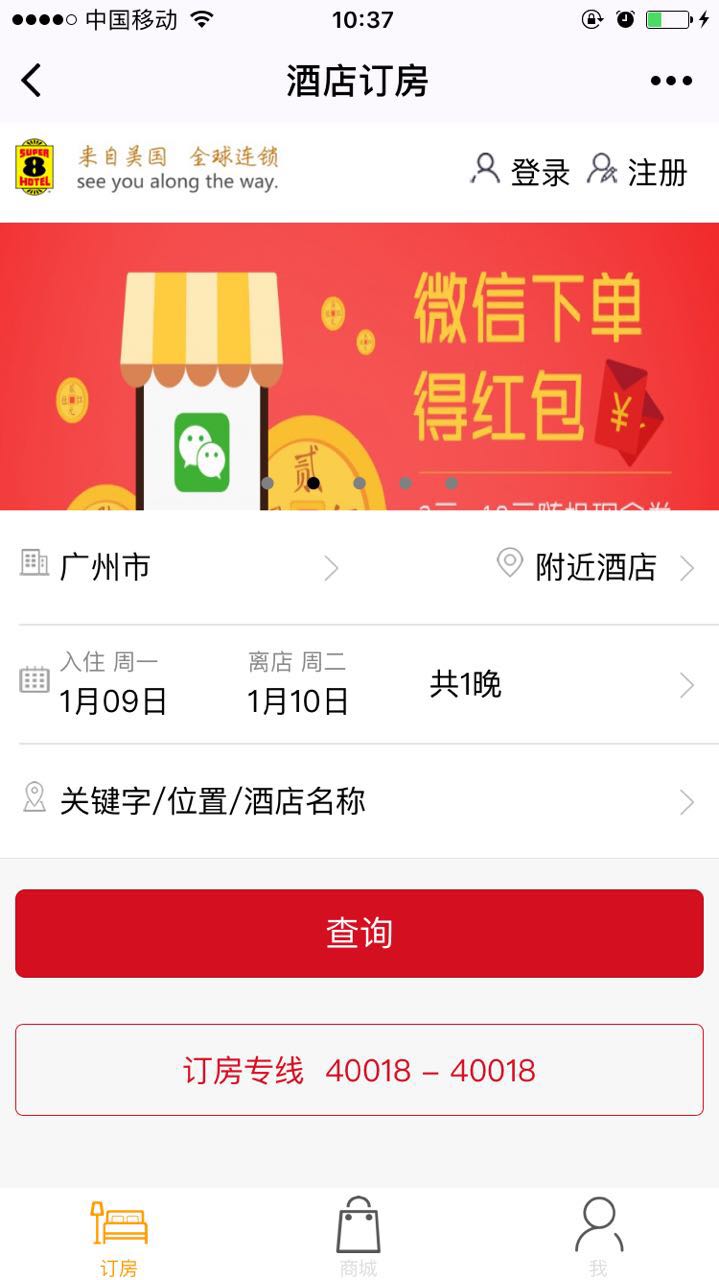 中国移动 10:37
酒店订房
SUPER 8 HOTEL
来自美国 全球连锁
see you along the way.
登录 注册
微信下单
得红包
¥
贰
广州市 附近酒店
入住 周一 离店 周二
1月09日 1月10日 共1晚
关键字/位置/酒店名称
查询
订房专线 40018 – 40018
订房 商城 我